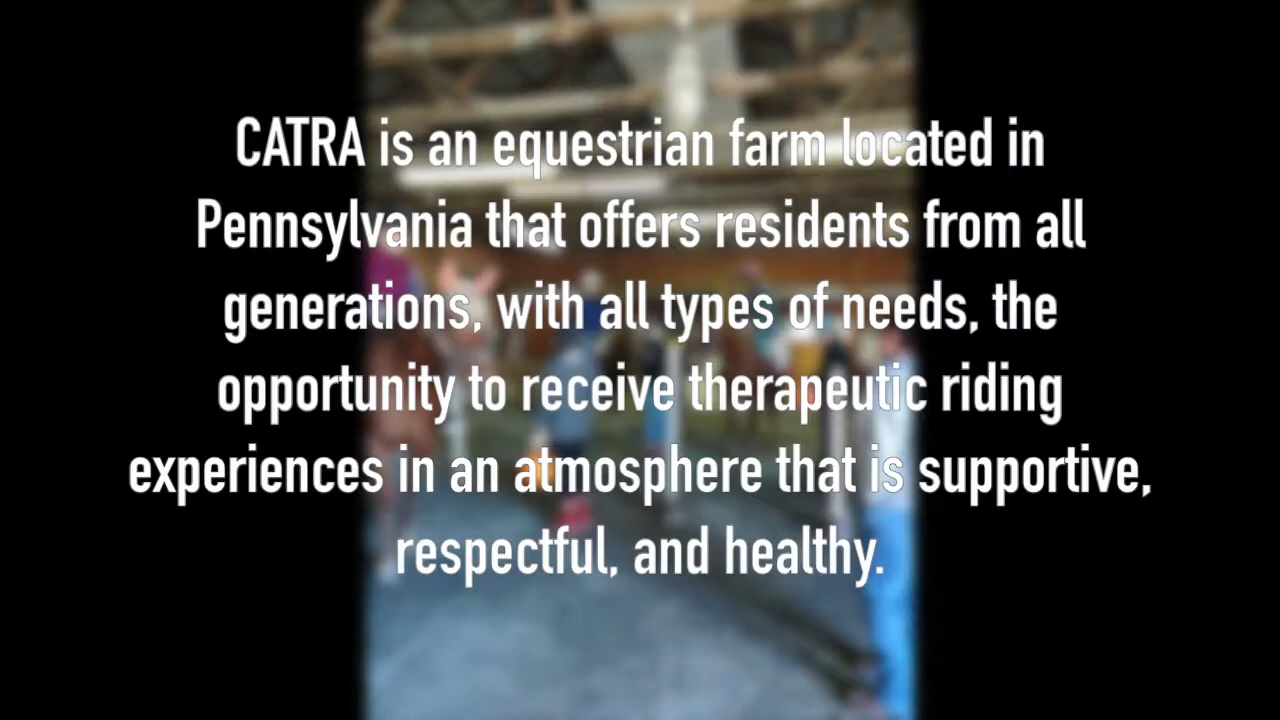 CATRA is an equestrian farm located in
Pennsylvania that offers residents from all
generations, with all types of needs, the
opportunity to receive therapeutic riding
experiences in an atmosphere that is supportive,
respectful, and healthy.